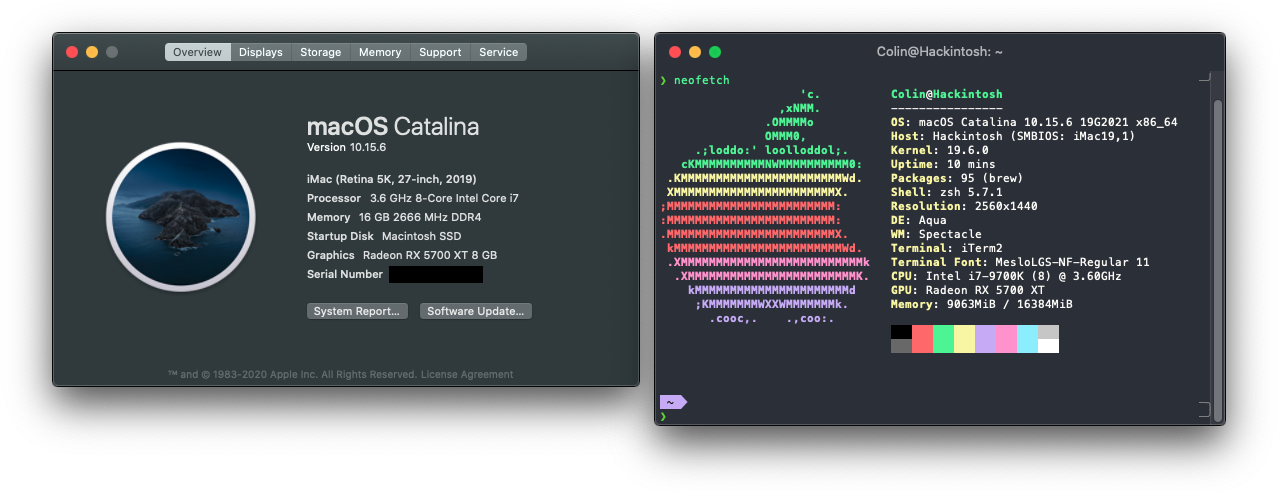 Overview Displays Storage Memory Support Service
macOS Catalina
Version 10.15.6
iMac (Retina 5K, 27-inch, 2019)
Processor 3.6 GHz 8-Core Intel Core i7
Memory 16 GB 2666 MHz DDR4
Startup Disk Macintosh SSD
Graphics Radeon RX 5700 XT 8 GB
Serial Number
System Report... Software Update...
™ and © 1983-2020 Apple Inc. All Rights Reserved. License Agreement
Colin@Hackintosh: ~
❯ neofetch
'c.
,xNMM.
.OMMMMo
OMMM0,
.;loddo:' loolloddol;.
cKMMMMMMMMMMNWMMMMMMMMMM0:
.KMMMMMMMMMMMMMMMMMMMMMMMWd.
XMMMMMMMMMMMMMMMMMMMMMMMX.
;MMMMMMMMMMMMMMMMMMMMMMMM:
:MMMMMMMMMMMMMMMMMMMMMMMM:
.MMMMMMMMMMMMMMMMMMMMMMMMX.
kMMMMMMMMMMMMMMMMMMMMMMMMWd.
.XMMMMMMMMMMMMMMMMMMMMMMMMMMk
.XMMMMMMMMMMMMMMMMMMMMMMMMK.
kMMMMMMMMMMMMMMMMMMMMMMd
;KMMMMMMMWXXWMMMMMMMk.
.cooc,. .,coo:.
Colin@Hackintosh
----------------
OS: macOS Catalina 10.15.6 19G2021 x86_64
Host: Hackintosh (SMBIOS: iMac19,1)
Kernel: 19.6.0
Uptime: 10 mins
Packages: 95 (brew)
Shell: zsh 5.7.1
Resolution: 2560x1440
DE: Aqua
WM: Spectacle
Terminal: iTerm2
Terminal Font: MesloLGS-NF-Regular 11
CPU: Intel i7-9700K (8) @ 3.60GHz
GPU: Radeon RX 5700 XT
Memory: 9063MiB / 16384MiB
~
❯